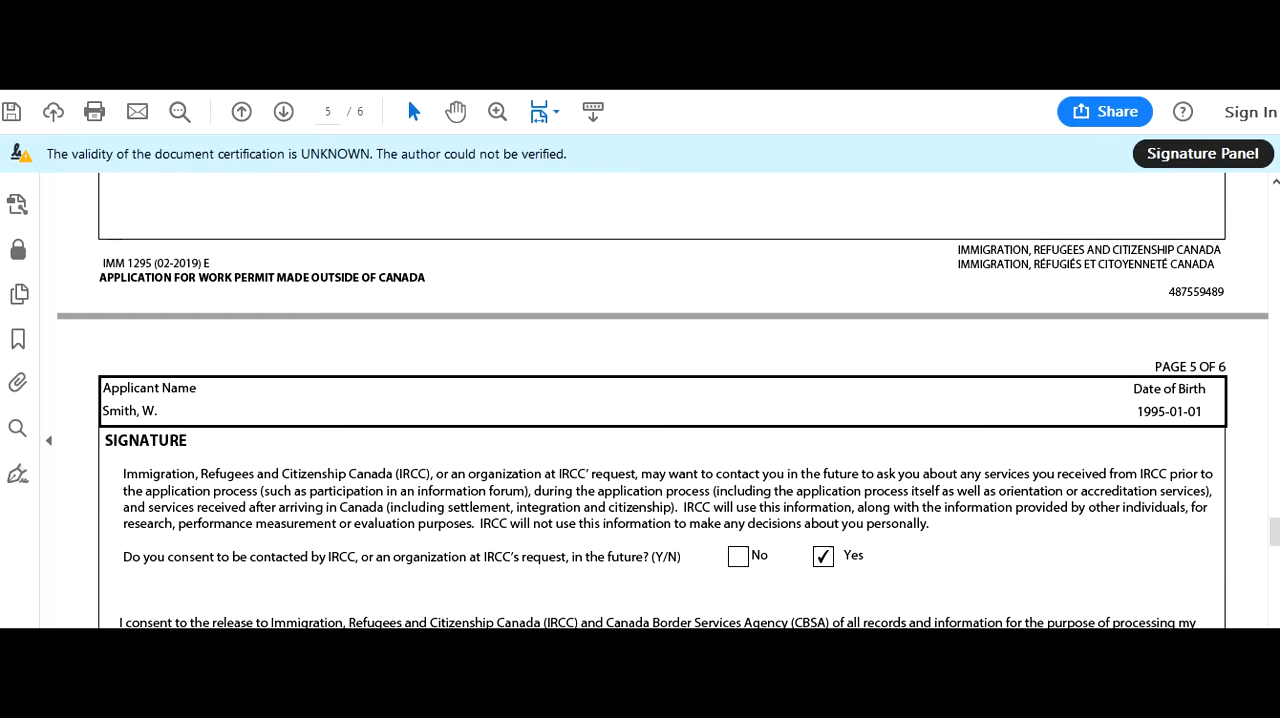 5 / 6
Share
Sign In
The validity of the document certification is UNKNOWN. The author could not be verified.
Signature Panel
IMM 1295 (02-2019) E
APPLICATION FOR WORK PERMIT MADE OUTSIDE OF CANADA
IMMIGRATION, REFUGEES AND CITIZENSHIP CANADA
IMMIGRATION, RÉFUGIÉS ET CITOYENNETÉ CANADA
487559489
PAGE 5 OF 6
Applicant Name
Date of Birth
Smith, W.
1995-01-01
SIGNATURE
Immigration, Refugees and Citizenship Canada (IRCC), or an organization at IRCC' request, may want to contact you in the future to ask you about any services you received from IRCC prior to
the application process (such as participation in an information forum), during the application process (including the application process itself as well as orientation or accreditation services),
and services received after arriving in Canada (including settlement, integration and citizenship). IRCC will use this information, along with the information provided by other individuals, for
research, performance measurement or evaluation purposes. IRCC will not use this information to make any decisions about you personally.
Do you consent to be contacted by IRCC, or an organization at IRCC's request, in the future? (Y/N)
No
Yes
I consent to the release to Immigration, Refugees and Citizenship Canada (IRCC) and Canada Border Services Agency (CBSA) of all records and information for the purpose of processing my